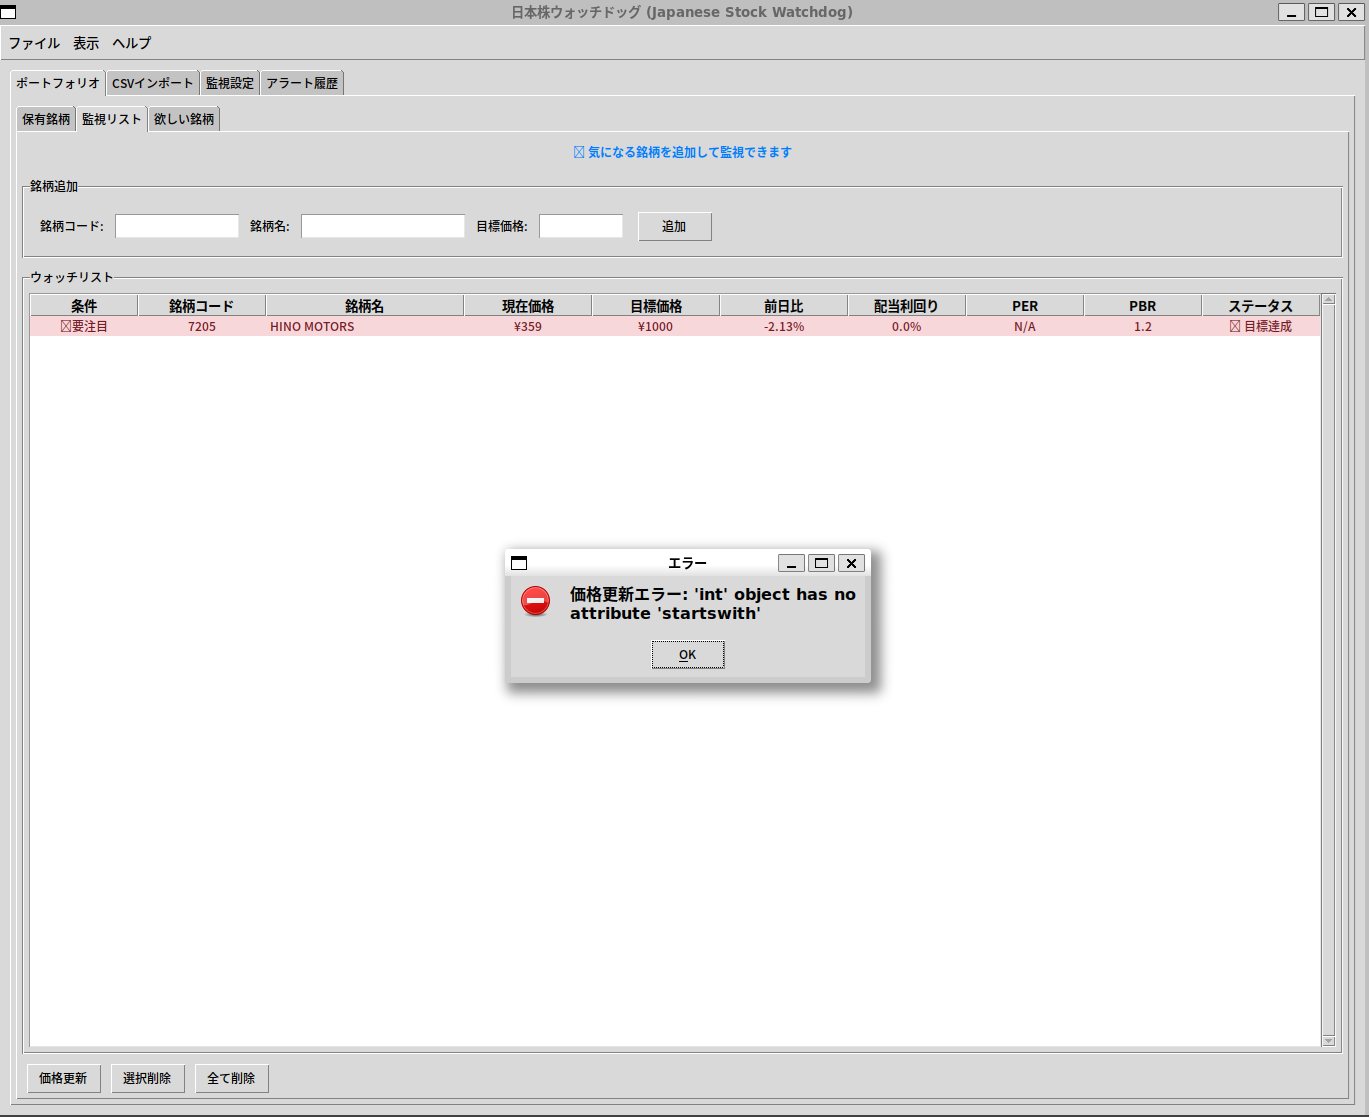 日本株ウォッチドッグ (Japanese Stock Watchdog)
ファイル 表示 ヘルプ
ポートフォリオ CSVインポート 監視設定 アラート履歴
保有銘柄 監視リスト 欲しい銘柄
気になる銘柄を追加して監視できます
銘柄追加
銘柄コード: 銘柄名: 目標価格: 追加
ウォッチリスト
条件 銘柄コード 銘柄名 現在価格 目標価格 前日比 配当利回り PER PBR ステータス
要注目 7205 HINO MOTORS ¥359 ¥1000 -2.13% 0.0% N/A 1.2 目標達成
エラー
価格更新エラー: 'int' object has no
attribute 'startswith'
OK
価格更新 選択削除 全て削除